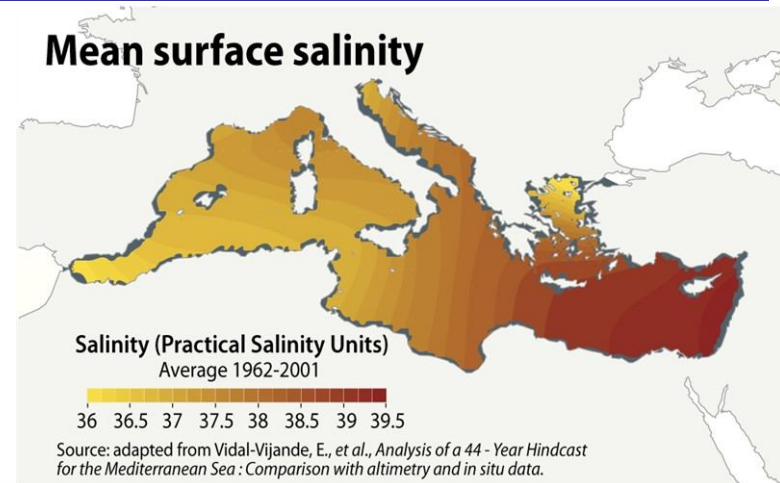 Mean surface salinity
Salinity (Practical Salinity Units)
Average 1962-2001
36 36.5 37 37.5 38 38.5 39 39.5
Source: adapted from Vidal-Vijande, E., et al., Analysis of a 44 - Year Hindcast
for the Mediterranean Sea : Comparison with altimetry and in situ data.